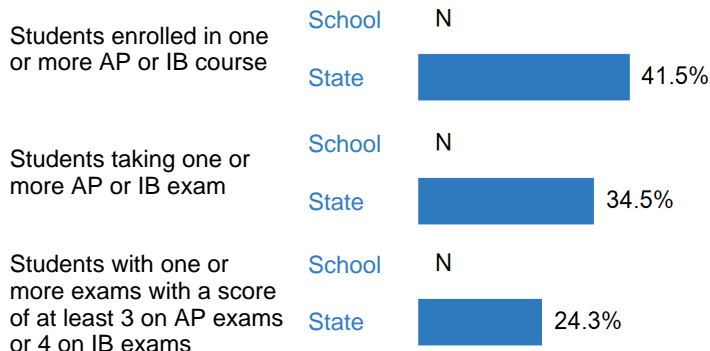 Students enrolled in one
or more AP or IB course
School N
State 41.5%
Students taking one or
more AP or IB exam
School N
State 34.5%
Students with one or
more exams with a score
of at least 3 on AP exams
or 4 on IB exams
School N
State 24.3%